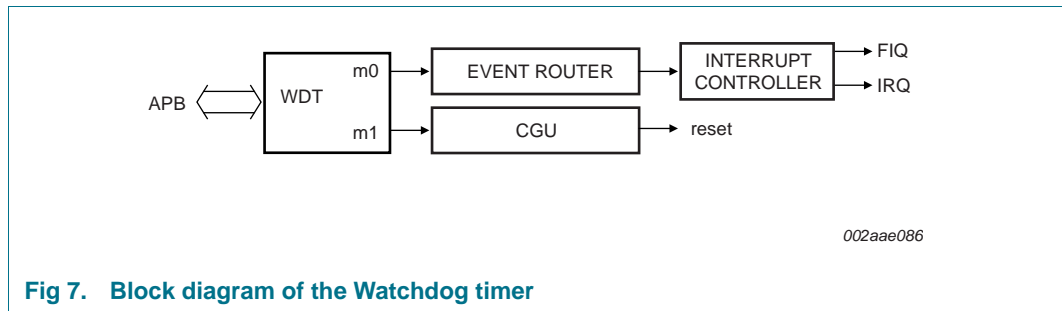 m0
EVENT ROUTER
INTERRUPT
CONTROLLER
FIQ
IRQ
APB
WDT
m1
CGU
reset
002aae086
Fig 7. Block diagram of the Watchdog timer